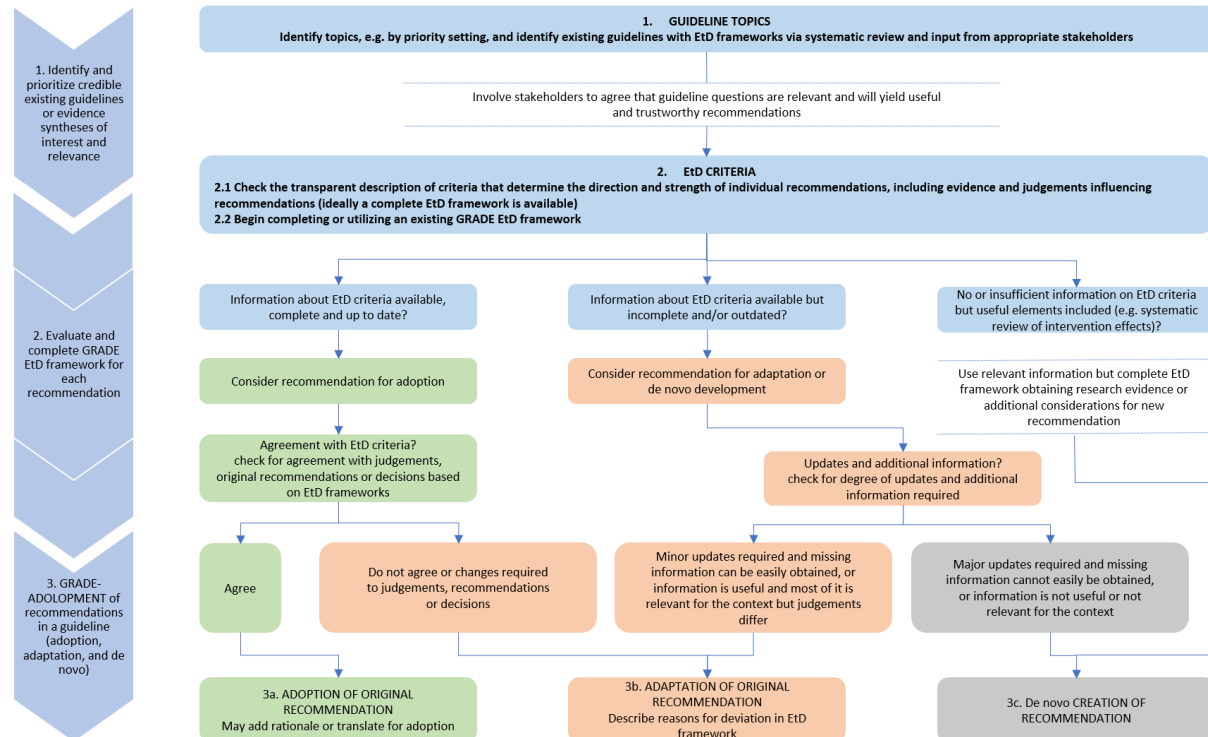 1. Identify and
prioritize credible
existing guidelines
or evidence
syntheses of
interest and
relevance
2. Evaluate and
complete GRADE
EtD framework for
each
recommendation
3. GRADE-
ADOLOPMENT of
recommendations
in a guideline
(adoption,
adaptation, and de
novo)
1. GUIDELINE TOPICS
Identify topics, e.g. by priority setting, and identify existing guidelines with EtD frameworks via systematic review and input from appropriate stakeholders
Involve stakeholders to agree that guideline questions are relevant and will yield useful
and trustworthy recommendations
2. EtD CRITERIA
2.1 Check the transparent description of criteria that determine the direction and strength of individual recommendations, including evidence and judgements influencing
recommendations (ideally a complete EtD framework is available)
2.2 Begin completing or utilizing an existing GRADE EtD framework
Information about EtD criteria available,
complete and up to date?
Information about EtD criteria available but
incomplete and/or outdated?
No or insufficient information on EtD criteria
but useful elements included (e.g. systematic
review of intervention effects)?
Consider recommendation for adoption
Consider recommendation for adaptation or
de novo development
Use relevant information but complete EtD
framework obtaining research evidence or
additional considerations for new
recommendation
Agreement with EtD criteria?
check for agreement with judgements,
original recommendations or decisions based
on EtD frameworks
Updates and additional information?
check for degree of updates and additional
information required
Agree
Do not agree or changes required
to judgements, recommendations
or decisions
Minor updates required and missing
information can be easily obtained, or
information is useful and most of it is
relevant for the context but judgements
differ
Major updates required and missing
information cannot easily be obtained,
or information is not useful or not
relevant for the context
3a. ADOPTION OF ORIGINAL
RECOMMENDATION
May add rationale or translate for adoption
3b. ADAPTATION OF ORIGINAL
RECOMMENDATION
Describe reasons for deviation in EtD
framework
3c. De novo CREATION OF
RECOMMENDATION